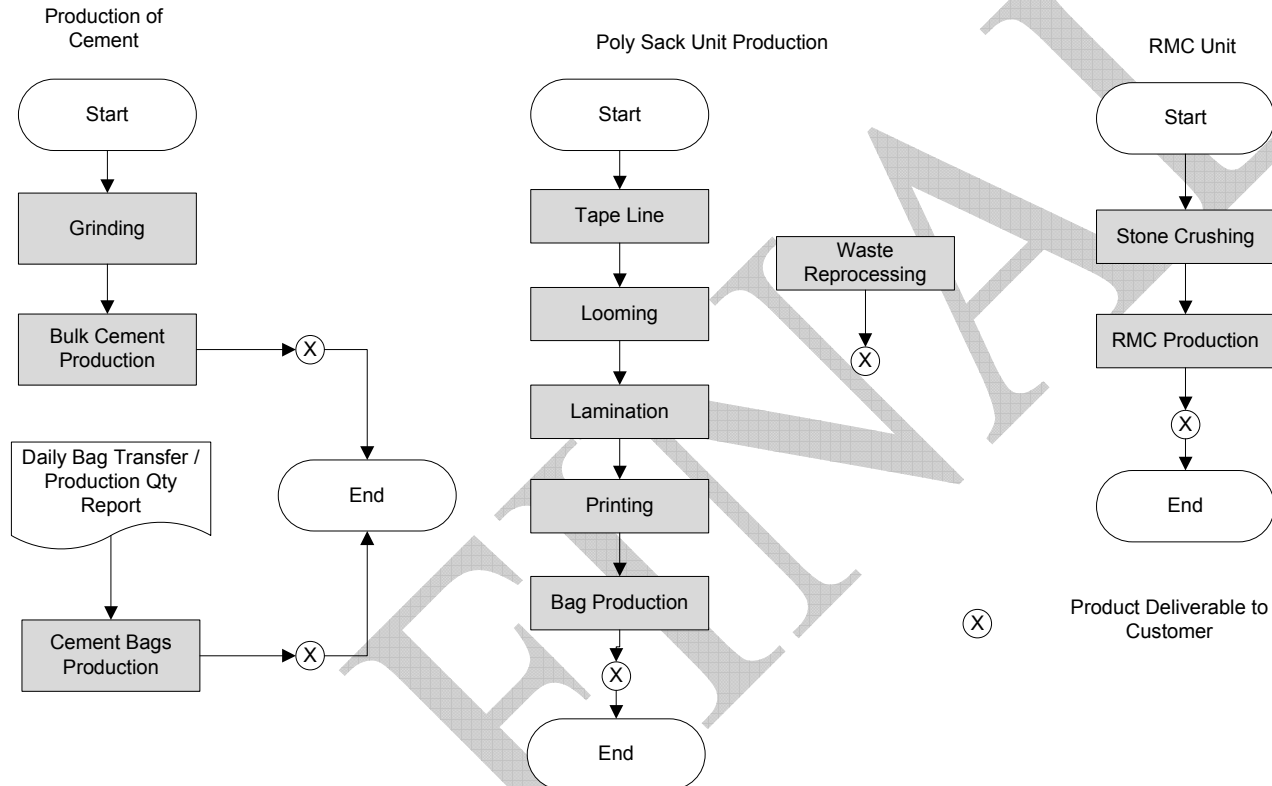 Production of
Cement
Start
Grinding
Bulk Cement
Production
X
Daily Bag Transfer /
Production Qty
Report
End
Cement Bags
Production
X
Poly Sack Unit Production
Start
Tape Line
Looming
Lamination
Printing
Bag Production
X
End
Waste
Reprocessing
X
RMC Unit
Start
Stone Crushing
RMC Production
X
End
X
Product Deliverable to
Customer